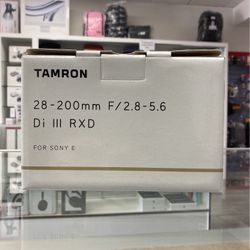 TAMRON
28-200mm F/2.8-5.6
Di III RXD
FOR SONY E